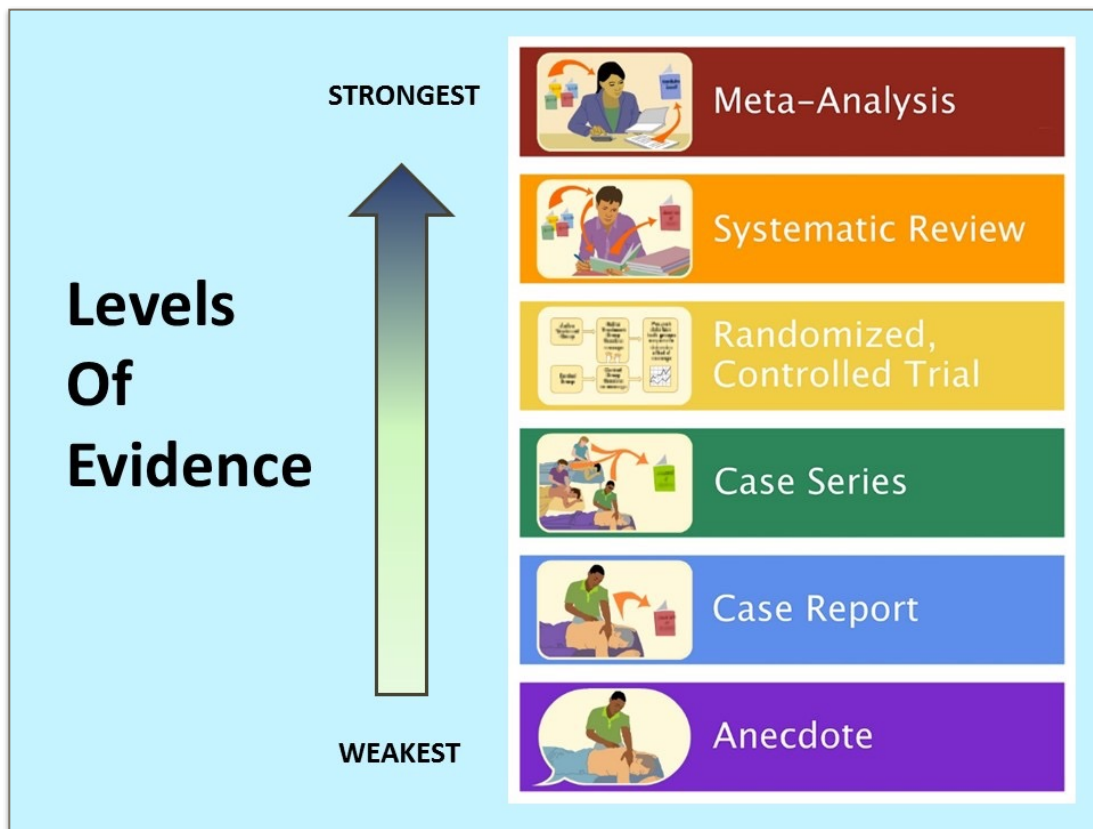 STRONGEST
Levels
Of
Evidence
WEAKEST
Meta-Analysis
Systematic Review
Randomized,
Controlled Trial
Case Series
Case Report
Anecdote